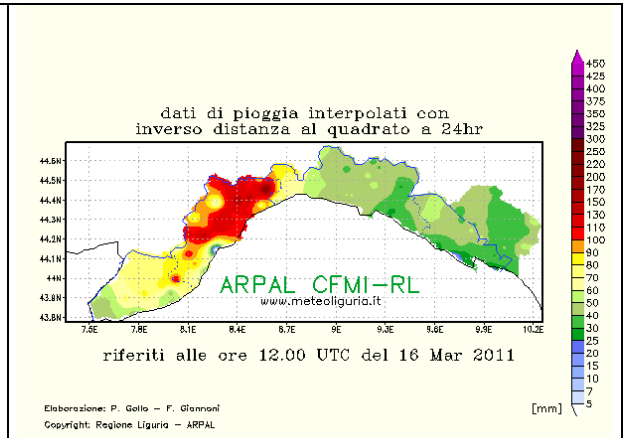 dati di pioggia interpolati con
inverso distanza al quadrato a 24hr
44.6N
44.5N
44.4N
44.3N
44.2N
44.1N
44N
43.9N
43.8N
7.5E 7.8E 8.1E 8.4E 8.7E 9E 9.3E 9.6E 9.9E 10.2E
ARPAL CFMI-RL
www.meteoliguria.it
riferiti alle ore 12.00 UTC del 16 Mar 2011
450
400
375
350
325
300
250
220
200
170
150
130
110
100
90
80
70
60
50
40
30
25
20
15
10
7
5
[mm]
Elaborazione: P. Gollo - F. Giannoni
Copyright: Regione Liguria - ARPAL